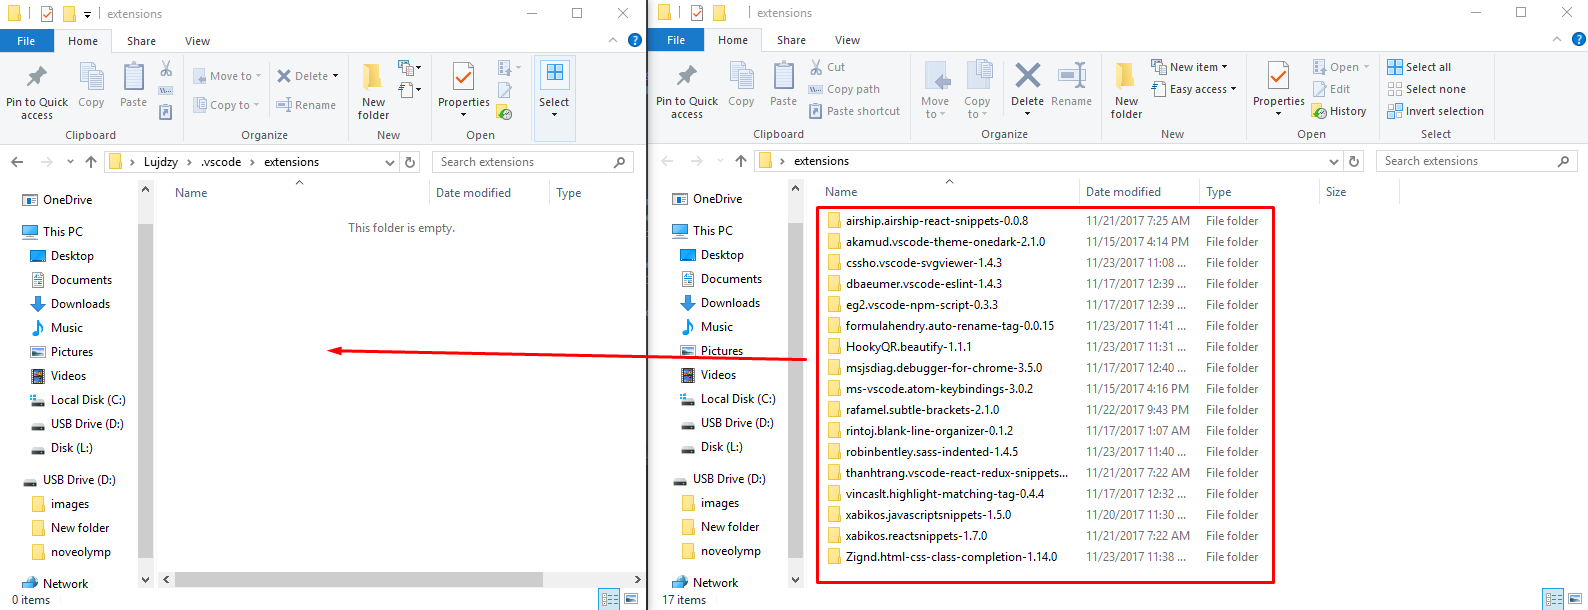 extensions
File Home Share View
Pin to Quick access
Copy
Paste
Move to
Copy to
Delete
Rename
New folder
Properties
Select
Clipboard Organize New Open
Lujdzy .vscode extensions
Search extensions
Name Date modified Type
This folder is empty.
OneDrive
This PC
Desktop
Documents
Downloads
Music
Pictures
Videos
Local Disk (C:)
USB Drive (D:)
Disk (L:)
USB Drive (D:)
images
New folder
noveolymp
Network
0 items
extensions
File Home Share View
Pin to Quick access
Copy
Paste
Cut
Copy path
Paste shortcut
Move to
Copy to
Delete
Rename
New folder
New item
Easy access
Properties
Open
Edit
History
Select all
Select none
Invert selection
Clipboard Organize New Open Select
extensions
Search extensions
Name Date modified Type Size
OneDrive
This PC
Desktop
Documents
Downloads
Music
Pictures
Videos
Local Disk (C:)
USB Drive (D:)
Disk (L:)
USB Drive (D:)
images
New folder
noveolymp
Network
airship.airship-react-snippets-0.0.8 11/21/2017 7:25 AM File folder
akamud.vscode-theme-onedark-2.1.0 11/15/2017 4:14 PM File folder
cssho.vscode-svgviewer-1.4.3 11/23/2017 11:08 ... File folder
dbaeumer.vscode-eslint-1.4.3 11/17/2017 12:39 ... File folder
eg2.vscode-npm-script-0.3.3 11/17/2017 12:39 ... File folder
formulahendry.auto-rename-tag-0.0.15 11/23/2017 11:41 ... File folder
HookyQR.beautify-1.1.1 11/23/2017 11:31 ... File folder
msjsdiag.debugger-for-chrome-3.5.0 11/17/2017 12:40 ... File folder
ms-vscode.atom-keybindings-3.0.2 11/15/2017 4:16 PM File folder
rafamel.subtle-brackets-2.1.0 11/22/2017 9:43 PM File folder
rintoj.blank-line-organizer-0.1.2 11/17/2017 1:07 AM File folder
robinbentley.sass-indented-1.4.5 11/23/2017 11:40 ... File folder
thanhtrang.vscode-react-redux-snippets... 11/21/2017 7:22 AM File folder
vincaslt.highlight-matching-tag-0.4.4 11/17/2017 12:32 ... File folder
xabikos.javascriptsnippets-1.5.0 11/20/2017 11:30 ... File folder
xabikos.reactsnippets-1.7.0 11/21/2017 7:22 AM File folder
Zignd.html-css-class-completion-1.14.0 11/23/2017 11:38 ... File folder
17 items